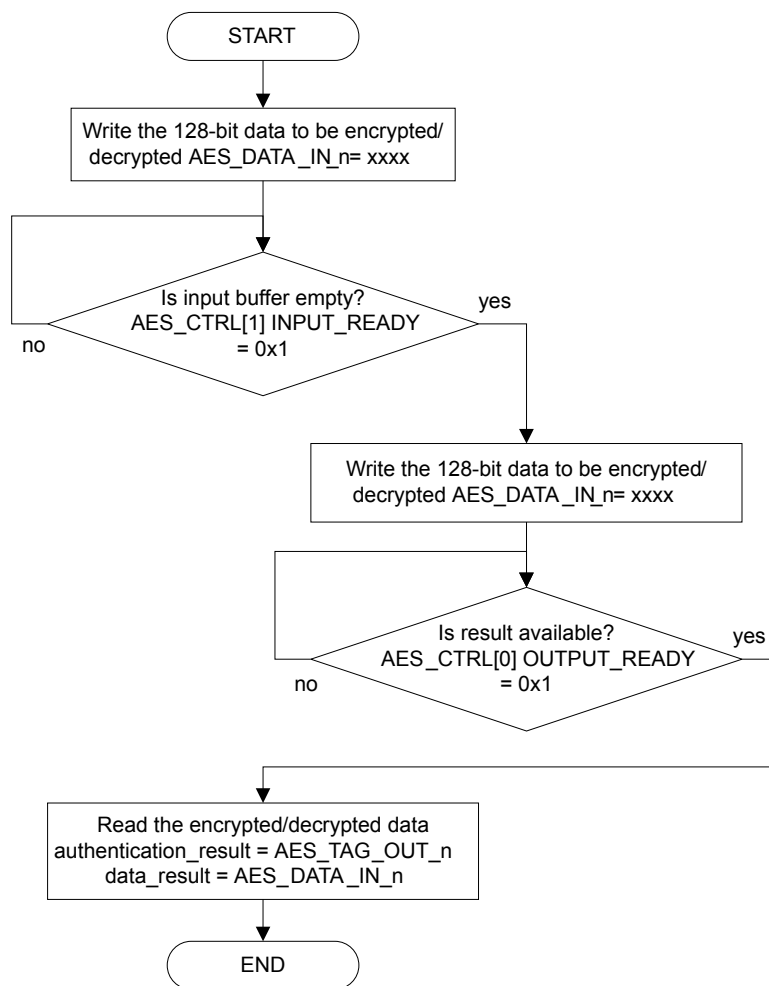 START
Write the 128-bit data to be encrypted/
decrypted AES_DATA_IN_n= xxxx
Is input buffer empty?
AES_CTRL[1] INPUT_READY
= 0x1
yes
no
Write the 128-bit data to be encrypted/
decrypted AES_DATA_IN_n= xxxx
Is result available?
AES_CTRL[0] OUTPUT_READY
= 0x1
yes
no
Read the encrypted/decrypted data
authentication_result = AES_TAG_OUT_n
data_result = AES_DATA_IN_n
END